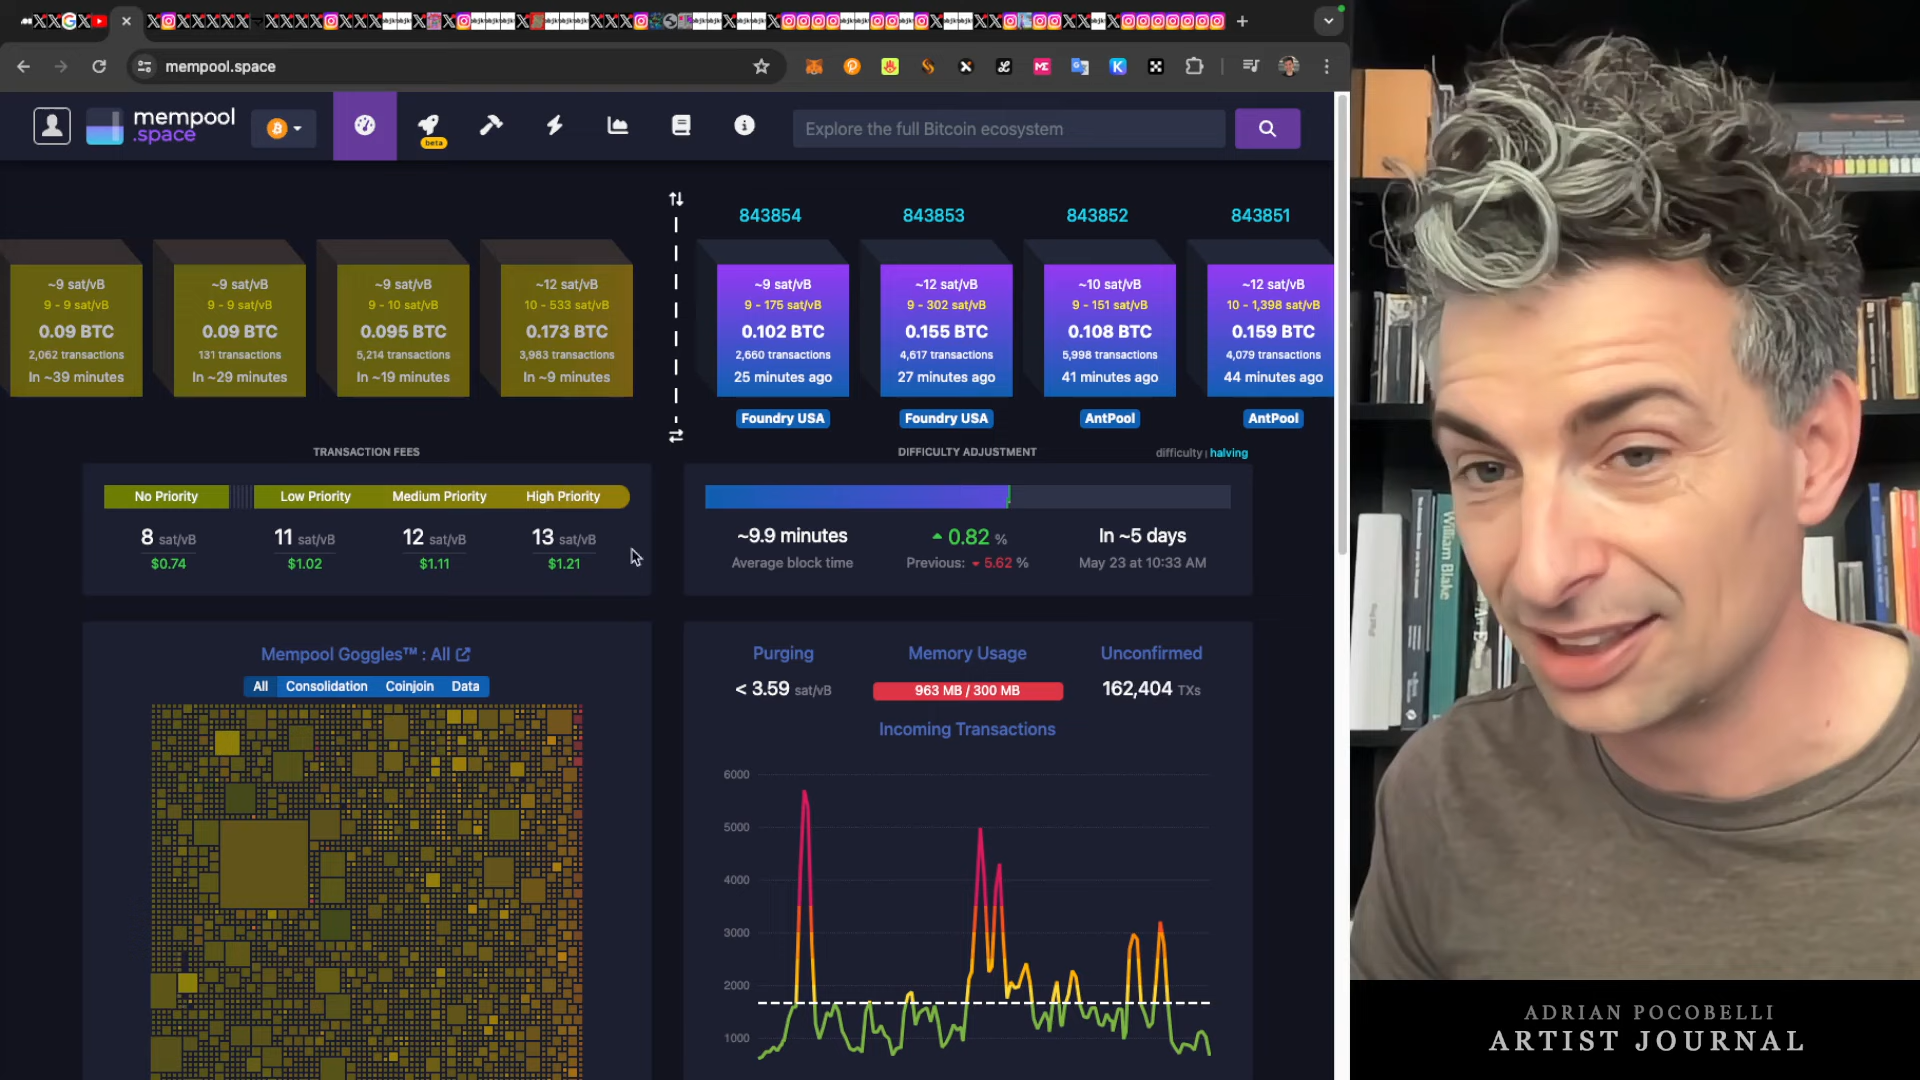 mempool.space
mempool
.space
beta
Explore the full Bitcoin ecosystem
843854
843853
843852
843851
~9 sat/vB
9 - 9 sat/vB
0.09 BTC
2,062 transactions
In ~39 minutes
~9 sat/vB
9 - 9 sat/vB
0.09 BTC
131 transactions
In ~29 minutes
~9 sat/vB
9 - 10 sat/vB
0.095 BTC
5,214 transactions
In ~19 minutes
~12 sat/vB
10 - 533 sat/vB
0.173 BTC
3,983 transactions
In ~9 minutes
~9 sat/vB
9 - 175 sat/vB
0.102 BTC
2,660 transactions
25 minutes ago
Foundry USA
~12 sat/vB
9 - 302 sat/vB
0.155 BTC
4,617 transactions
27 minutes ago
Foundry USA
~10 sat/vB
9 - 151 sat/vB
0.108 BTC
5,998 transactions
41 minutes ago
AntPool
~12 sat/vB
10 - 1,398 sat/vB
0.159 BTC
4,079 transactions
44 minutes ago
AntPool
TRANSACTION FEES
No Priority Low Priority Medium Priority High Priority
8 sat/vB 11 sat/vB 12 sat/vB 13 sat/vB
$0.74 $1.02 $1.11 $1.21
DIFFICULTY ADJUSTMENT
difficulty | halving
~9.9 minutes 0.82 % In ~5 days
Average block time Previous: 5.62 % May 23 at 10:33 AM
Mempool Goggles™ : All
All Consolidation Coinjoin Data
Purging Memory Usage Unconfirmed
< 3.59 sat/vB 963 MB / 300 MB 162,404 TXs
Incoming Transactions
6000
5000
4000
3000
2000
1000
William Blake
iPad Pro
ADRIAN POCOBELLI
ARTIST JOURNAL